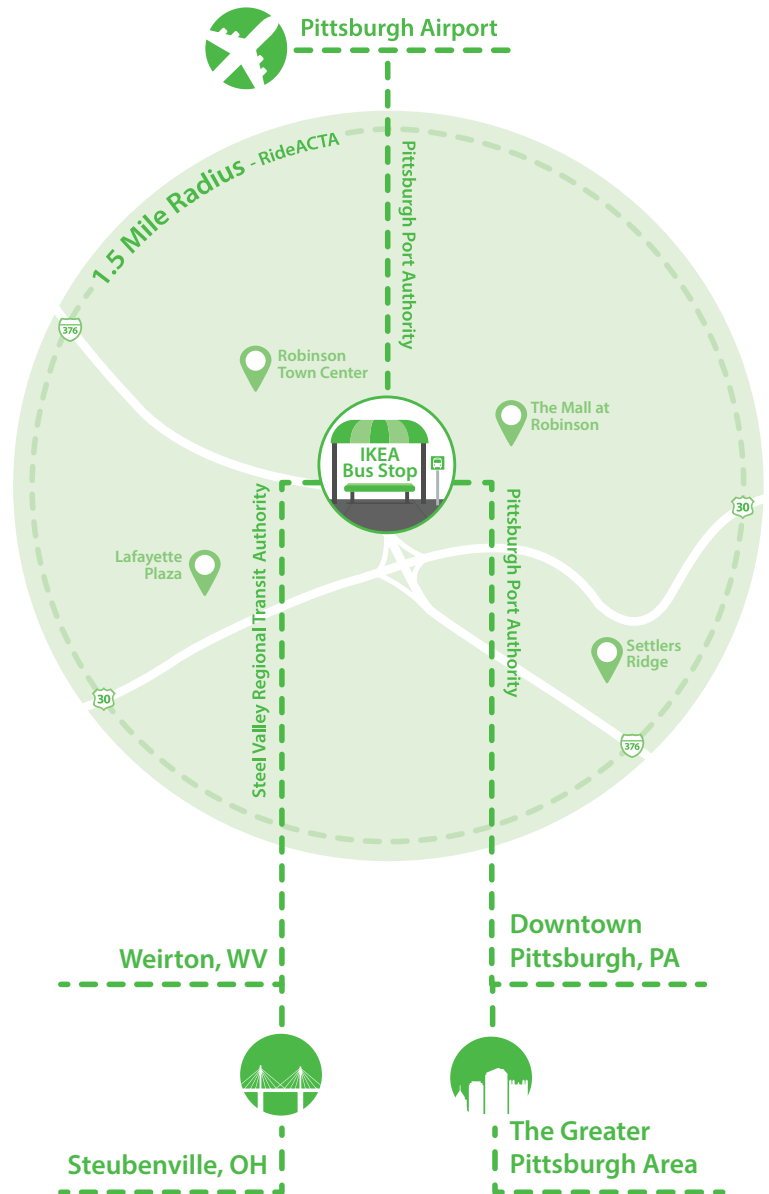 Pittsburgh Airport
1.5 Mile Radius - RideACTA
Pittsburgh Port Authority
376
Robinson
Town Center
The Mall at
Robinson
IKEA
Bus Stop
30
Steel Valley Regional Transit Authority
Pittsburgh Port Authority
Lafayette
Plaza
Settlers
Ridge
30
376
Weirton, WV
Downtown
Pittsburgh, PA
Steubenville, OH
The Greater
Pittsburgh Area